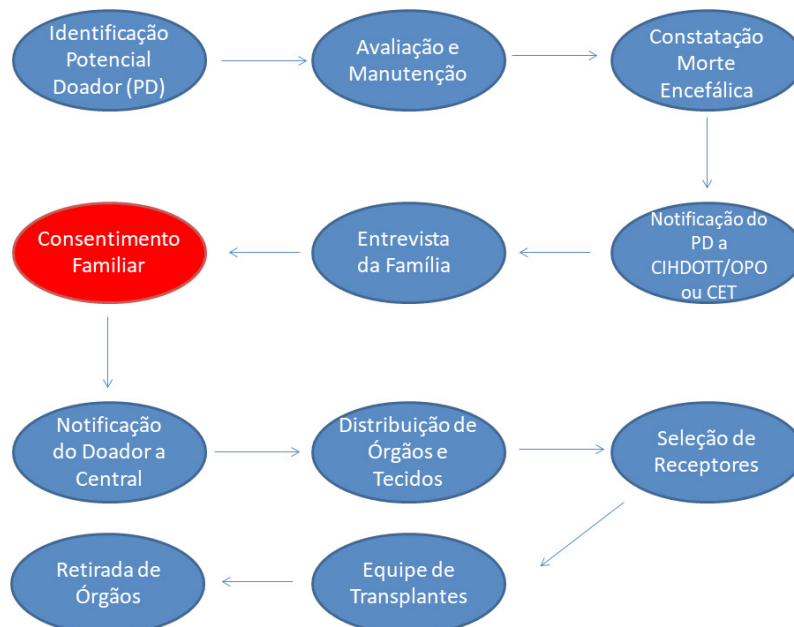 Identificação
Potencial
Doador (PD)
Avaliação e
Manutenção
Constatação
Morte
Encefálica
Notificação do
PD a
CIHDOTT/OPO
ou CET
Entrevista
da Família
Consentimento
Familiar
Notificação
do Doador a
Central
Distribuição de
Órgãos e
Tecidos
Seleção de
Receptores
Equipe de
Transplantes
Retirada de
Órgãos